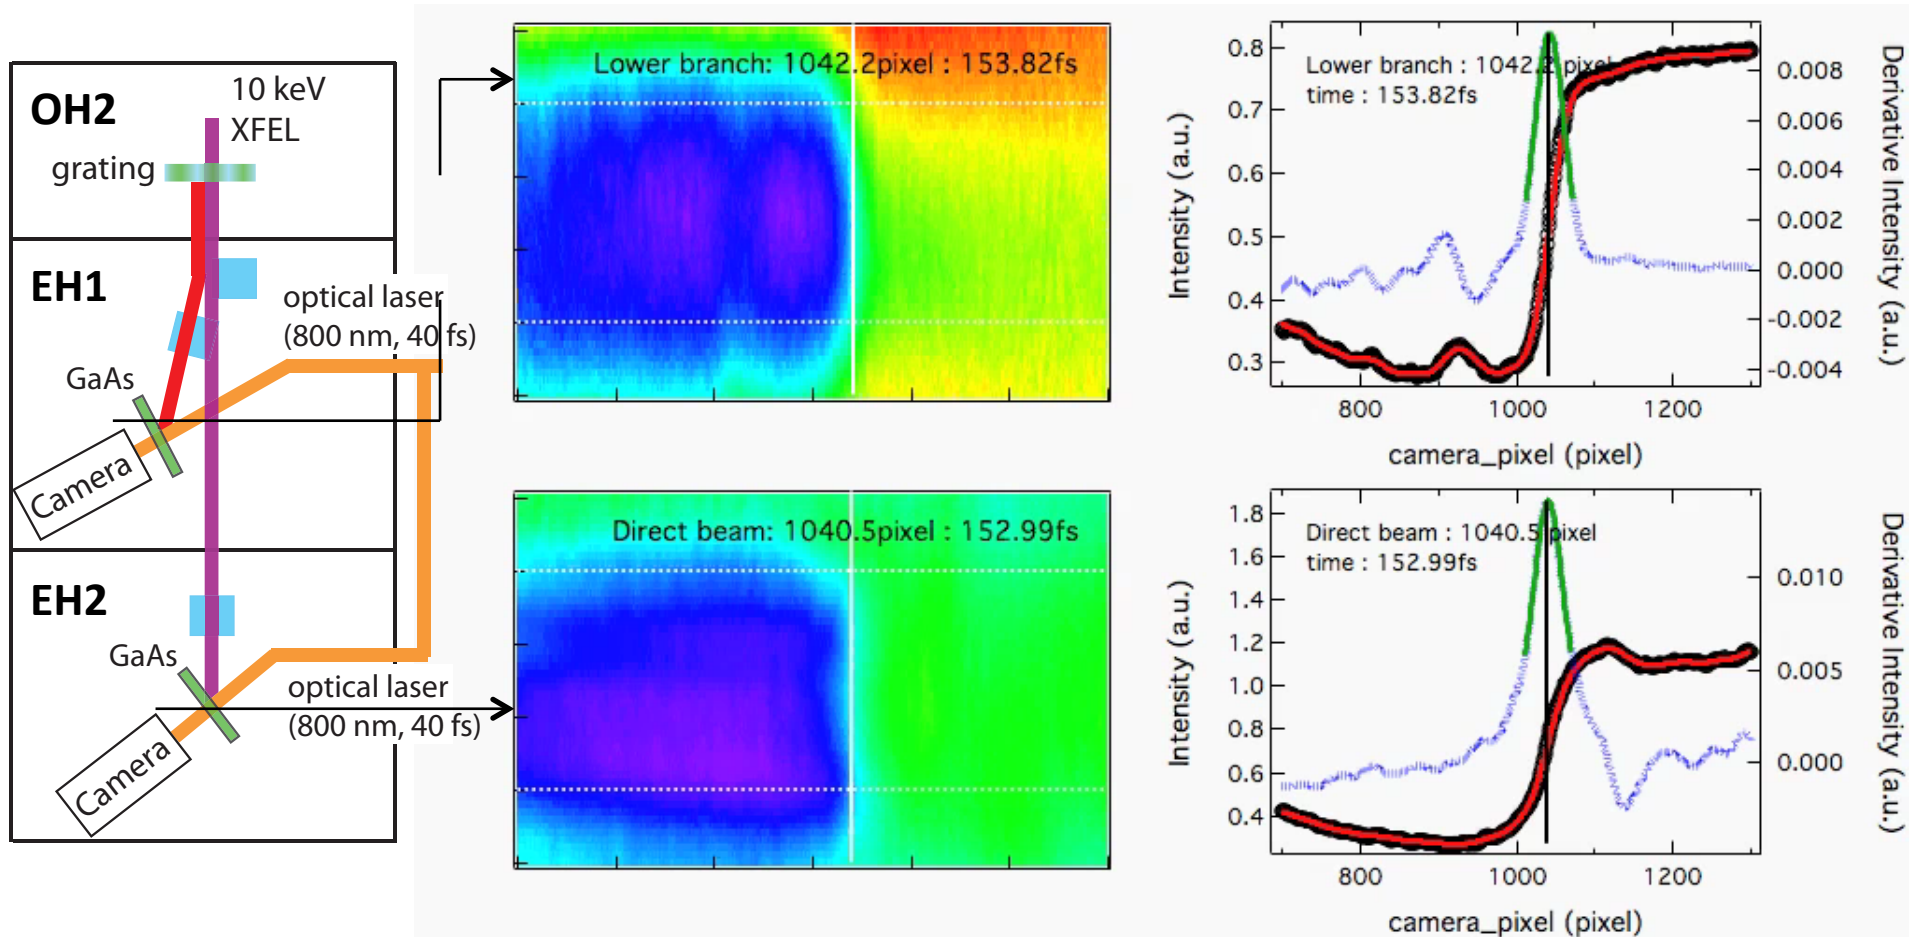 OH2
10 keV
XFEL
grating
EH1
optical laser
(800 nm, 40 fs)
GaAs
Camera
EH2
GaAs
optical laser
(800 nm, 40 fs)
Camera
Lower branch: 1042.2pixel : 153.82fs
Direct beam: 1040.5pixel : 152.99fs
Lower branch : 1042.2 pixel
time : 153.82fs
0.8
0.7
0.6
0.5
0.4
0.3
Intensity (a.u.)
0.008
0.006
0.004
0.002
0.000
-0.002
-0.004
Derivative Intensity (a.u.)
800
1000
1200
camera_pixel (pixel)
Direct beam : 1040.5 pixel
time : 152.99fs
1.8
1.6
1.4
1.2
1.0
0.8
0.6
0.4
Intensity (a.u.)
0.010
0.005
0.000
Derivative Intensity (a.u.)
800
1000
1200
camera_pixel (pixel)